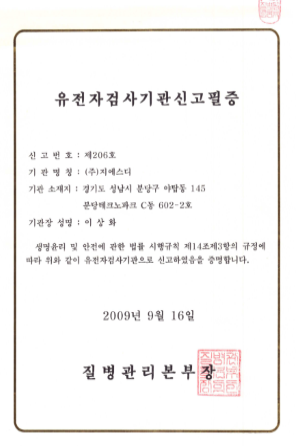 유전자검사기관신고필증
신 고 번 호 : 제206호
기 관 명 칭 : (주)지에스디
기관 소재지 : 경기도 성남시 분당구 야탑동 145
분당테크노파크 C동 602-2호
기관장 성명 : 이 상 화
생명윤리 및 안전에 관한 법률 시행규칙 제14조제3항의 규정에
따라 위와 같이 유전자검사기관으로 신고하였음을 증명합니다.
2009년 9월 16일
질병관리본부장